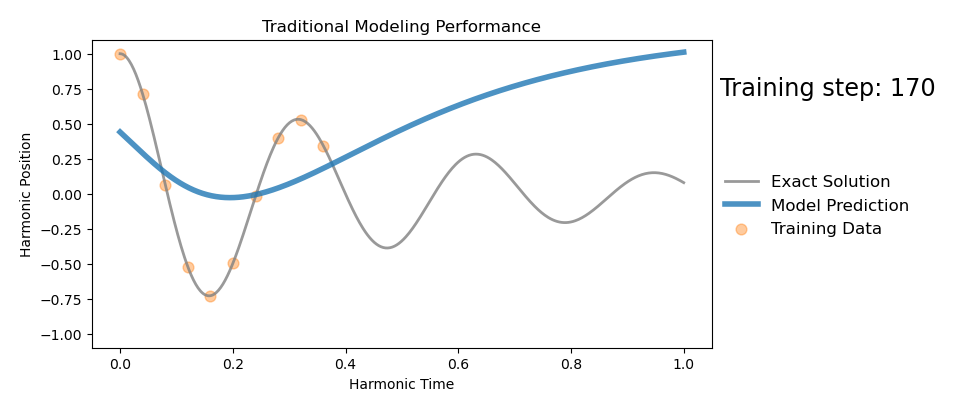 Traditional Modeling Performance
1.00
0.75
0.50
0.25
0.00
−0.25
−0.50
−0.75
−1.00
Harmonic Position
0.0
0.2
0.4
0.6
0.8
1.0
Harmonic Time
Training step: 170
Exact Solution
Model Prediction
Training Data